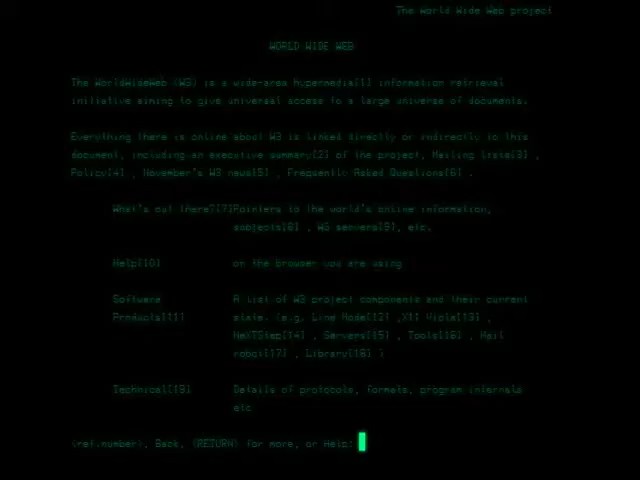 The World Wide Web project
WORLD WIDE WEB
The WorldWideWeb (W3) is a wide-area hypermedia[1] information retrieval
initiative aiming to give universal access to a large universe of documents.
Everything there is online about W3 is linked directly or indirectly to this
document, including an executive summary[2] of the project, Mailing lists[3] ,
Policy[4] , November's W3 news[5] , Frequently Asked Questions[6] .
What's out there?[7]Pointers to the world's online information,
subjects[8] , W3 servers[9], etc.
Help[10] on the browser you are using
Software A list of W3 project components and their current
Products[11] state. (e.g. Line Mode[12] ,X11 Viola[13] ,
NeXTStep[14] , Servers[15] , Tools[16] , Mail
robot[17] , Library[18] )
Technical[19] Details of protocols, formats, program internals
etc
<ref.number>, Back, <RETURN> for more, or Help: